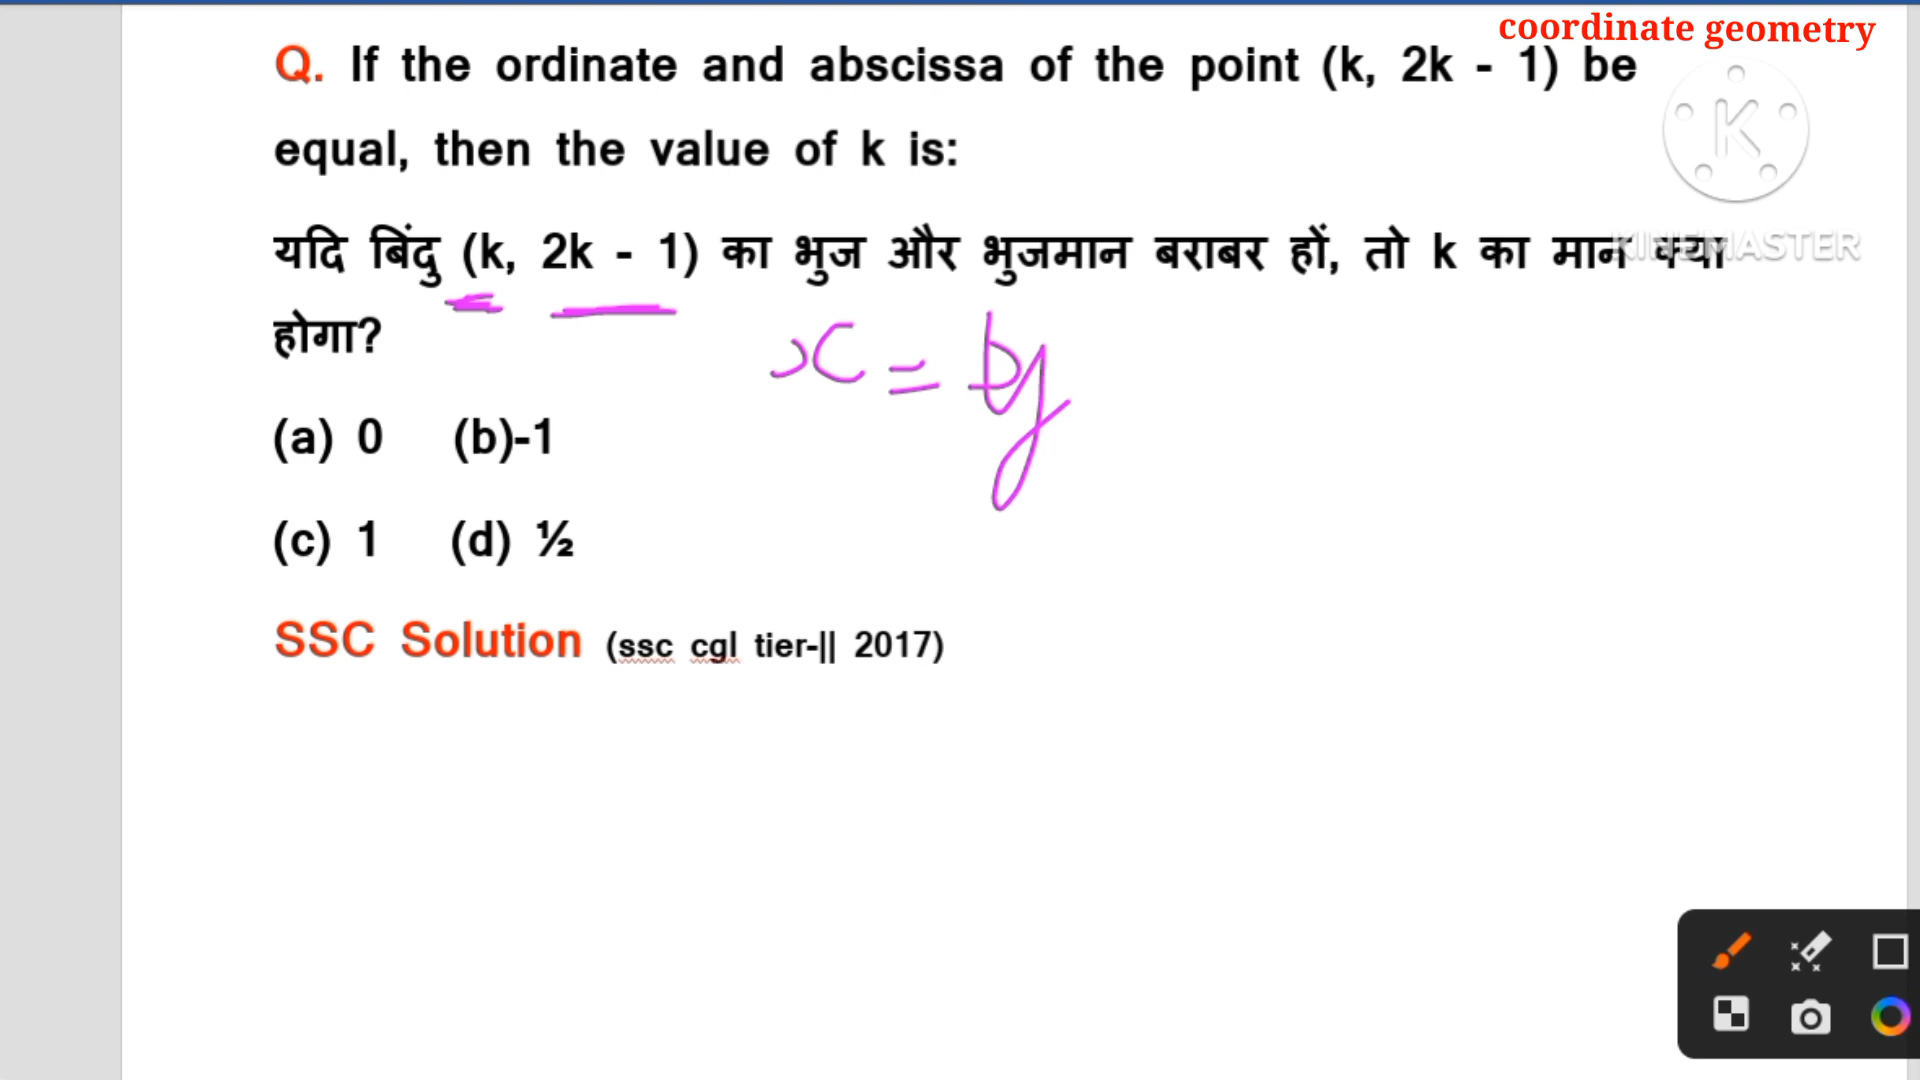 coordinate geometry
Q. If the ordinate and abscissa of the point (k, 2k - 1) be
equal, then the value of k is:
K
KINEMASTER
यदि बिंदु (k, 2k - 1) का भुज और भुजमान बराबर हों, तो k का मान क्या
होगा?
x = y
(a) 0 (b)-1
(c) 1 (d) ½
SSC Solution (ssc cgl tier-|| 2017)